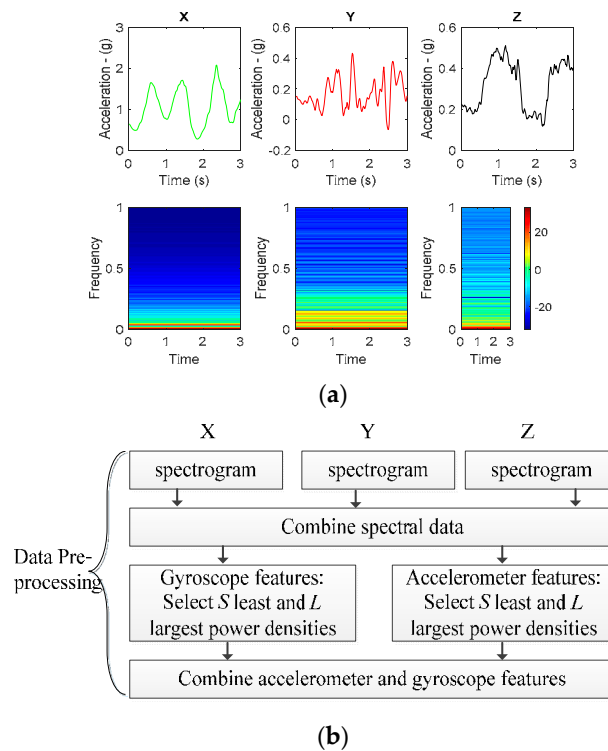 X
Y
Z
Acceleration - (g)
3
2
1
0
0 1 2 3
Time (s)
Acceleration - (g)
0.6
0.4
0.2
0
-0.2
0 1 2 3
Time (s)
Acceleration - (g)
0.6
0.4
0.2
0
0 1 2 3
Time (s)
Frequency
1
0.5
0
0 1 2 3
Time
Frequency
1
0.5
0
0 1 2 3
Time
Frequency
1
0.5
0
0 1 2 3
Time
20
0
-20
(a)
X Y Z
spectrogram
spectrogram
spectrogram
Combine spectral data
Data Pre-
processing
Gyroscope features:
Select S least and L
largest power densities
Accelerometer features:
Select S least and L
largest power densities
Combine accelerometer and gyroscope features
(b)